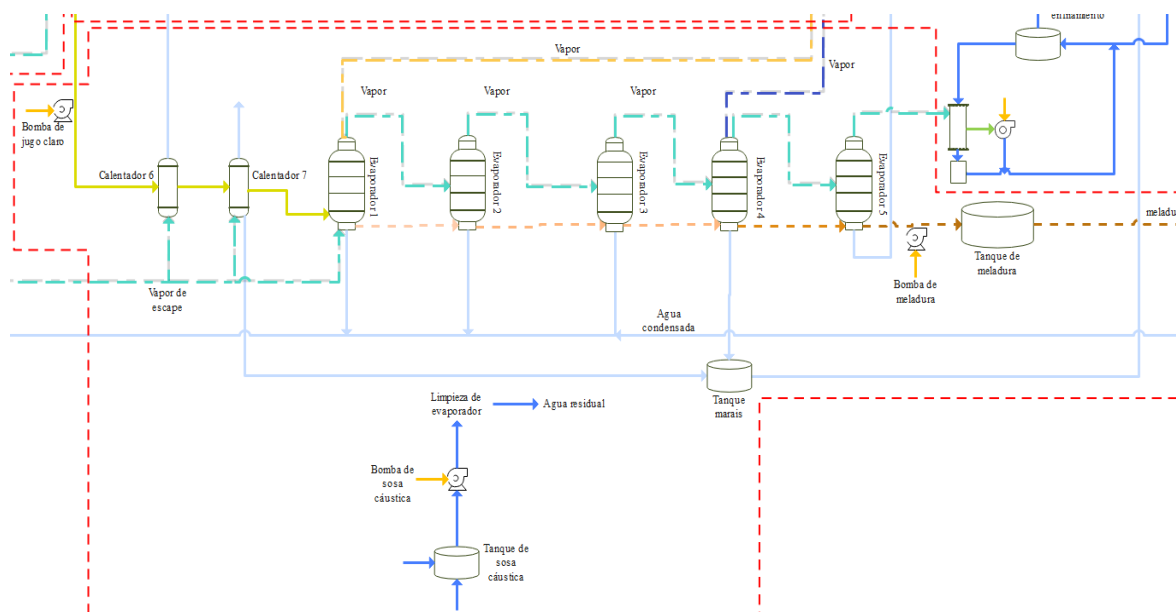 enfriamiento
Vapor
Vapor
Vapor
Vapor
Vapor
Vapor
Bomba de
jugo claro
Calentador 6
Calentador 7
Evaporador 1
Evaporador 2
Evaporador 3
Evaporador 4
Evaporador 5
meladu
Tanque de
meladura
Bomba de
meladura
Vapor de
escape
Agua
condensada
Tanque
marais
Limpieza de
evaporador
Agua residual
Bomba de
sosa
cáustica
Tanque de
sosa
cáustica